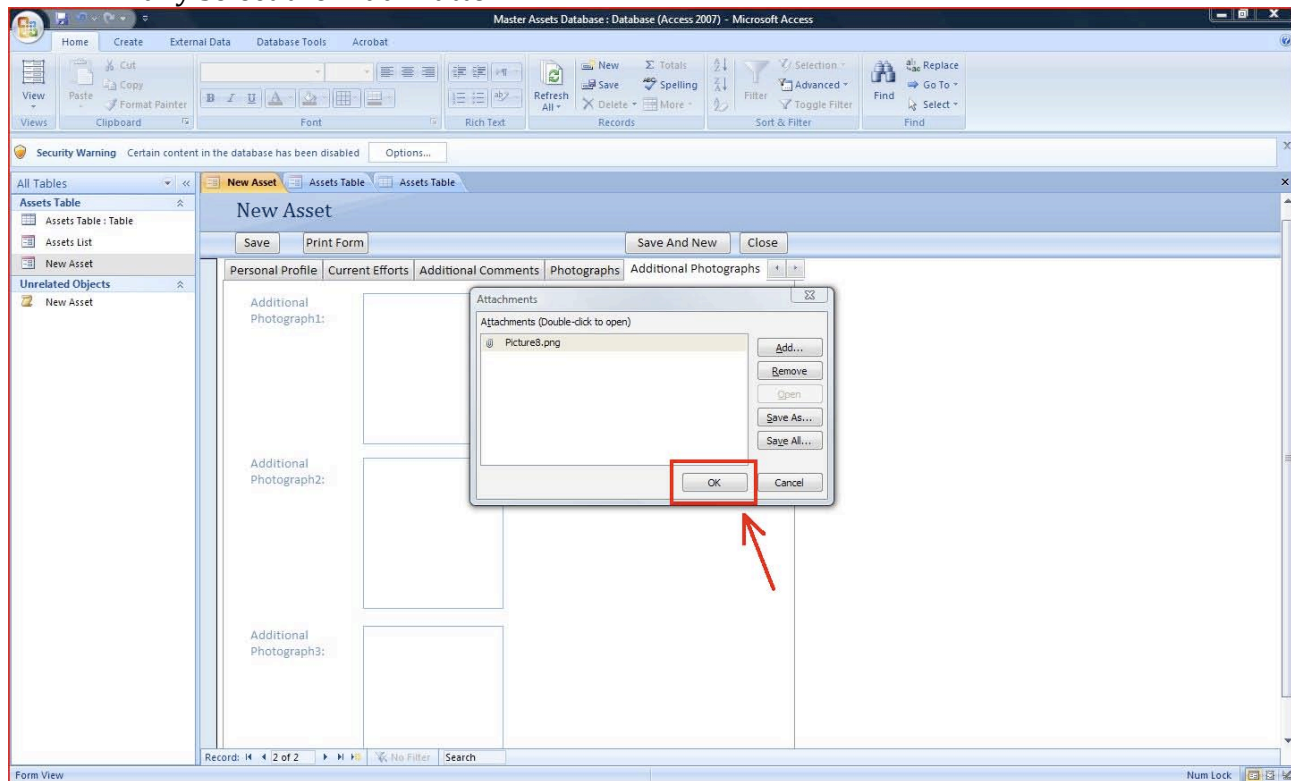 Master Assets Database : Database (Access 2007) - Microsoft Access
Home Create External Data Database Tools Acrobat
View
Paste
Cut
Copy
Format Painter
Refresh All
New
Save
Delete
Σ Totals
Spelling
More
Filter
Selection
Advanced
Toggle Filter
Find
Replace
Go To
Select
Views Clipboard Font Rich Text Records Sort & Filter Find
Security Warning Certain content in the database has been disabled Options...
All Tables
New Asset Assets Table Assets Table
Assets Table
Assets Table : Table
Assets List
New Asset
Unrelated Objects
New Asset
New Asset
Save Print Form Save And New Close
Personal Profile Current Efforts Additional Comments Photographs Additional Photographs
Additional
Photograph1:
Attachments
Attachments (Double-click to open)
Picture8.png
Add...
Remove
Open
Save As...
Save All...
OK Cancel
Additional
Photograph2:
Additional
Photograph3:
Record: 2 of 2 No Filter Search
Form View Num Lock